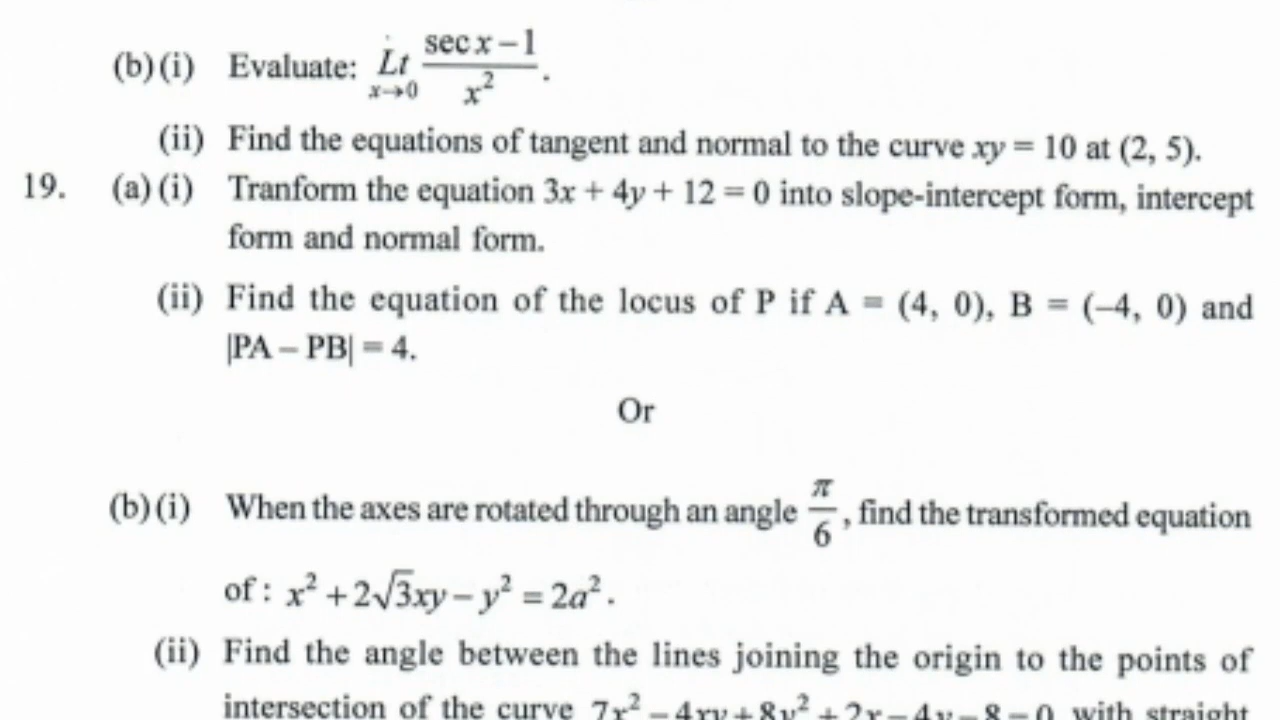 (b)(i) Evaluate: Lt x→0 (sec x – 1)/x².
(ii) Find the equations of tangent and normal to the curve xy = 10 at (2, 5).
19. (a)(i) Tranform the equation 3x + 4y + 12 = 0 into slope-intercept form, intercept
form and normal form.
(ii) Find the equation of the locus of P if A = (4, 0), B = (–4, 0) and
|PA – PB| = 4.
Or
(b)(i) When the axes are rotated through an angle π/6, find the transformed equation
of : x² + 2√3xy – y² = 2a².
(ii) Find the angle between the lines joining the origin to the points of
intersection of the curve 7x² – 4xy + 8y² + 2x – 4y – 8 = 0 with straight